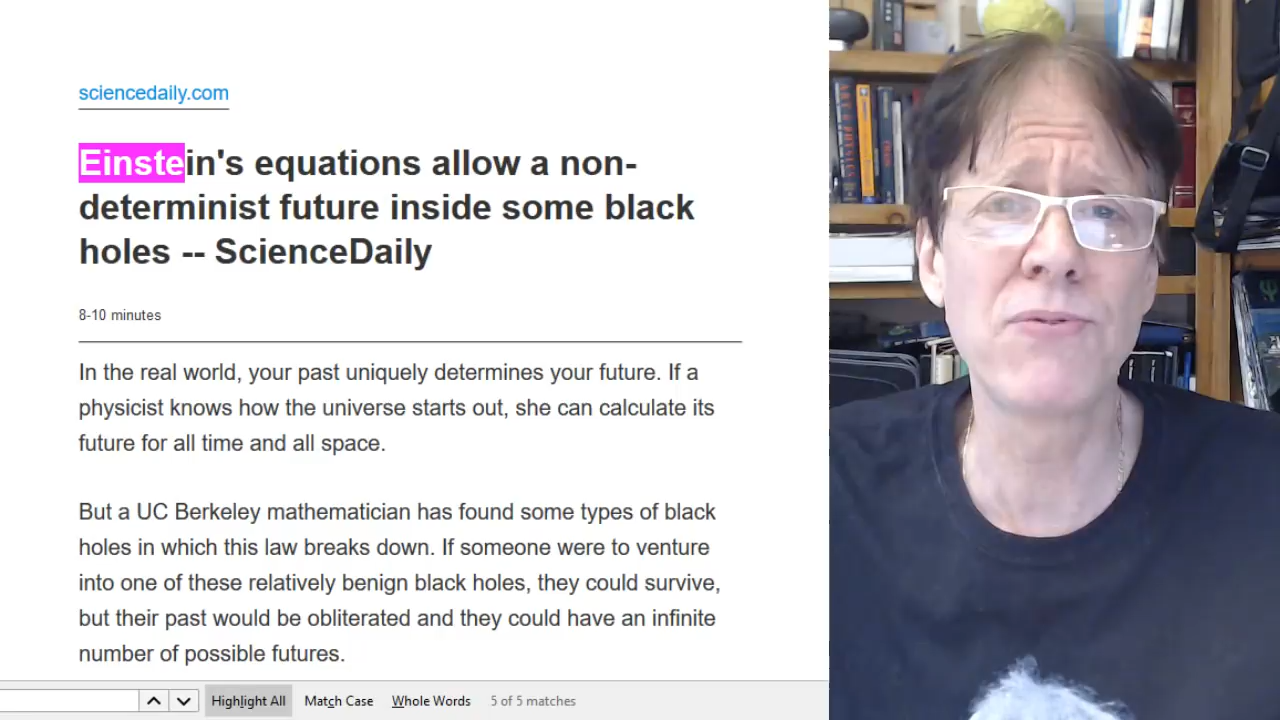 sciencedaily.com
Einstein's equations allow a non-
determinist future inside some black
holes -- ScienceDaily
8-10 minutes
In the real world, your past uniquely determines your future. If a
physicist knows how the universe starts out, she can calculate its
future for all time and all space.
But a UC Berkeley mathematician has found some types of black
holes in which this law breaks down. If someone were to venture
into one of these relatively benign black holes, they could survive,
but their past would be obliterated and they could have an infinite
number of possible futures.
Highlight All Match Case Whole Words 5 of 5 matches